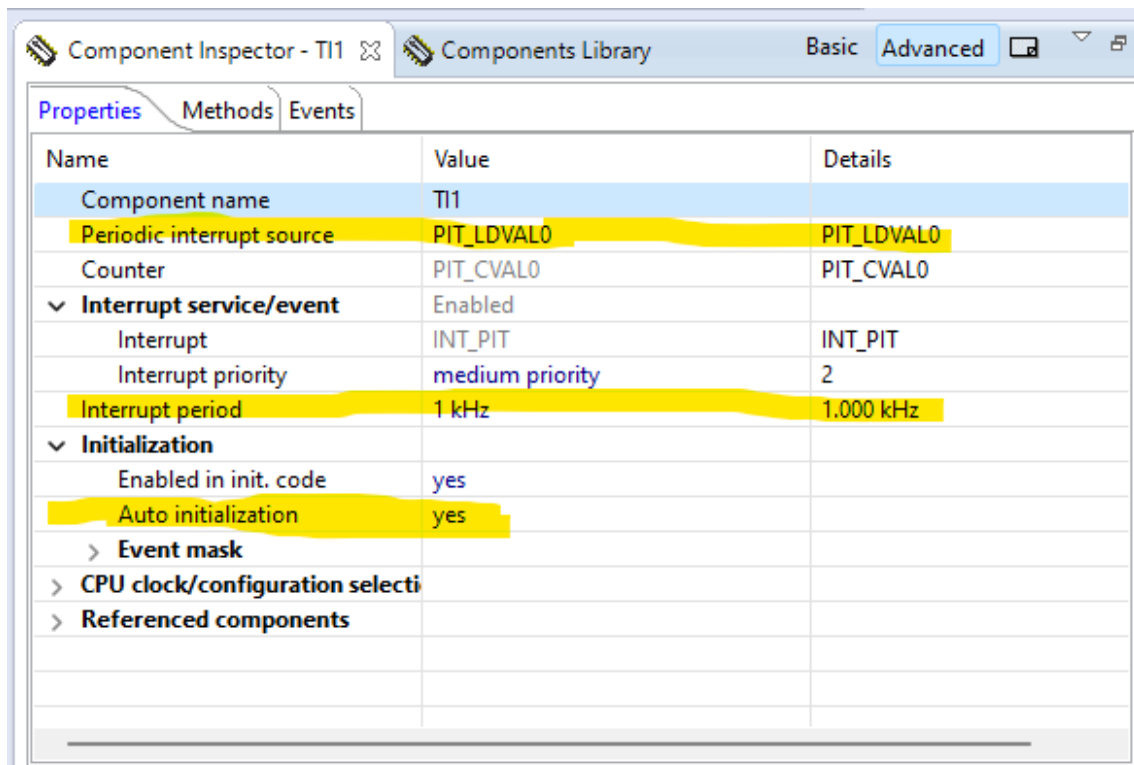 Component Inspector - TI1 Components Library Basic Advanced
Properties Methods Events
Name Value Details
Component name TI1
Periodic interrupt source PIT_LDVAL0 PIT_LDVAL0
Counter PIT_CVAL0 PIT_CVAL0
Interrupt service/event Enabled
Interrupt INT_PIT INT_PIT
Interrupt priority medium priority 2
Interrupt period 1 kHz 1.000 kHz
Initialization
Enabled in init. code yes
Auto initialization yes
Event mask
CPU clock/configuration selecti
Referenced components